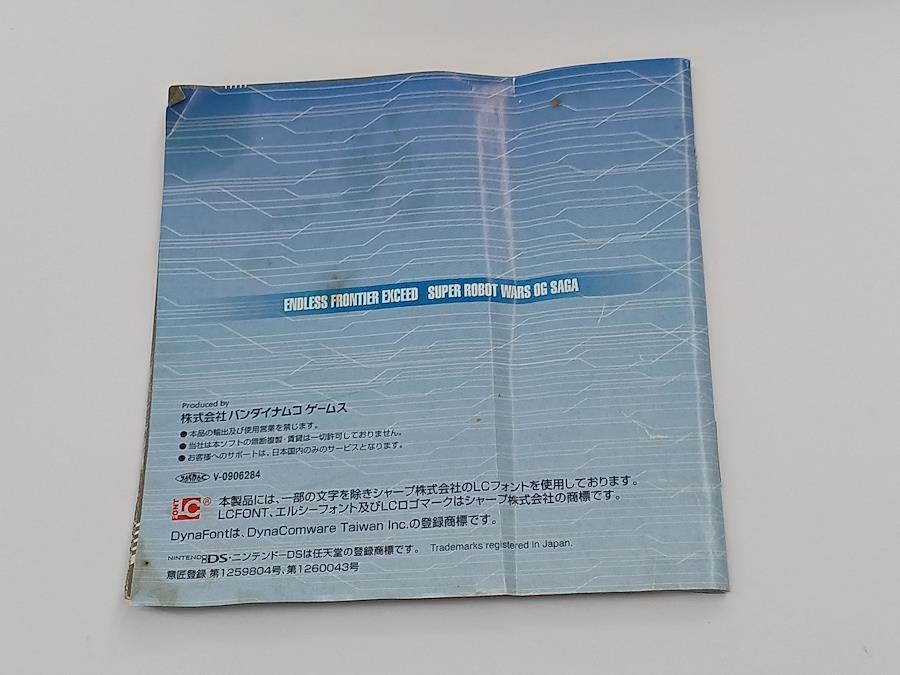 ENDLESS FRONTIER EXCEED SUPER ROBOT WARS OG SAGA
Produced by
株式会社 バンダイナムコ ゲームス
●本品の輸出及び使用営業を禁じます。
●当社は本ソフトの無断複製・賃貸は一切許可しておりません。
●お客様へのサポートは、日本国内のみのサービスとなります。
V-0906284
LC FONT ® 本製品には、一部の文字を除きシャープ株式会社のLCフォントを使用しております。
LCFONT、エルシーフォント及びLCロゴマークはシャープ株式会社の商標です。
DynaFontは、DynaComware Taiwan Inc.の登録商標です。
NINTENDO DS・ニンテンドーDSは任天堂の登録商標です。 Trademarks registered in Japan.
意匠登録 第1259804号、第1260043号